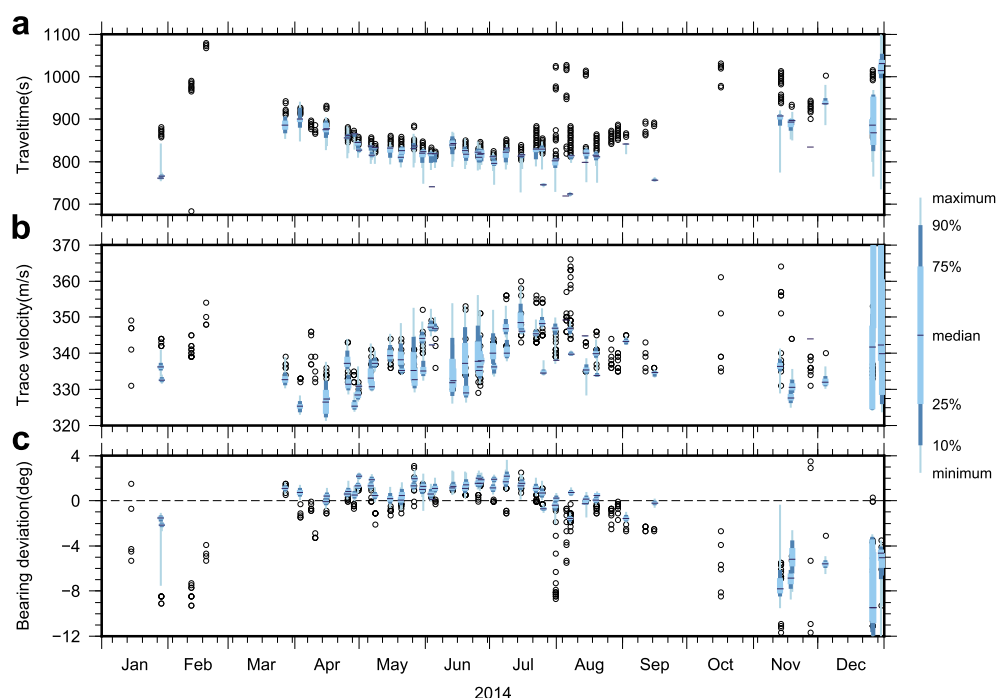 a
1100
1000
900
800
700
Traveltime(s)
b
370
360
350
340
330
320
Trace velocity(m/s)
c
4
0
−4
−8
−12
Bearing deviation(deg)
Jan Feb Mar Apr May Jun Jul Aug Sep Oct Nov Dec
2014
maximum
90%
75%
median
25%
10%
minimum